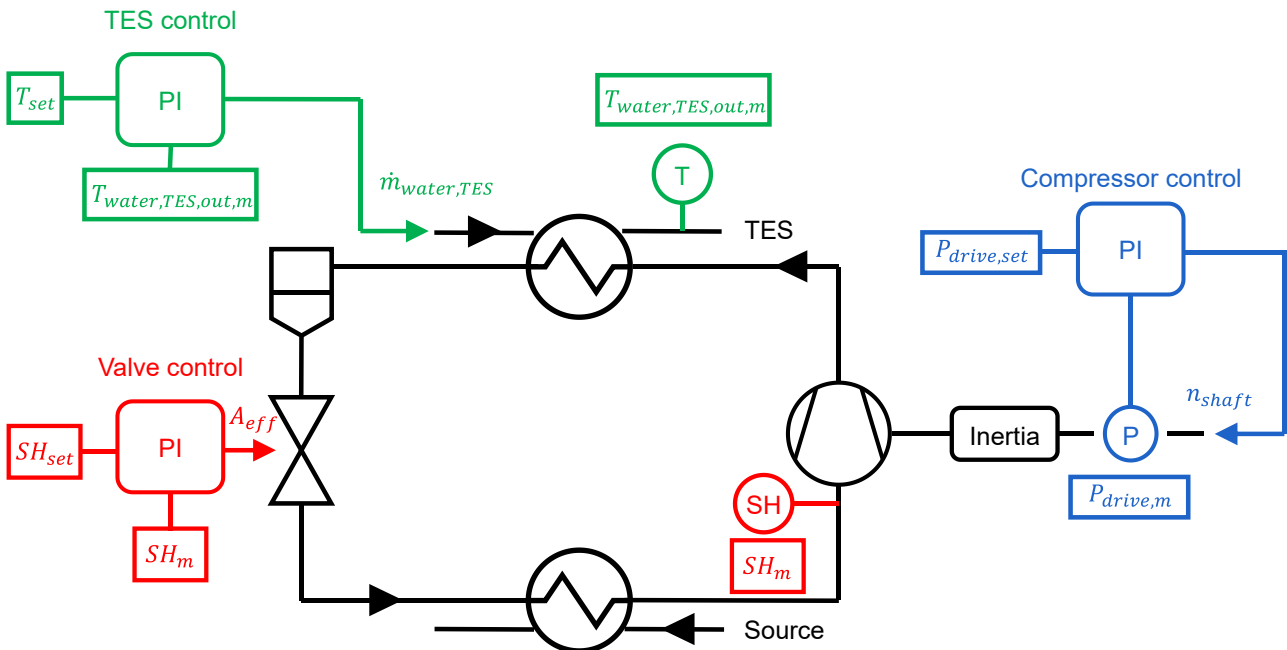 TES control
T_set
PI
T_water,TES,out,m
ṁ_water,TES
T_water,TES,out,m
T
TES
Compressor control
P_drive,set
PI
n_shaft
Inertia
P
P_drive,m
Valve control
SH_set
PI
A_eff
SH_m
SH
SH_m
Source